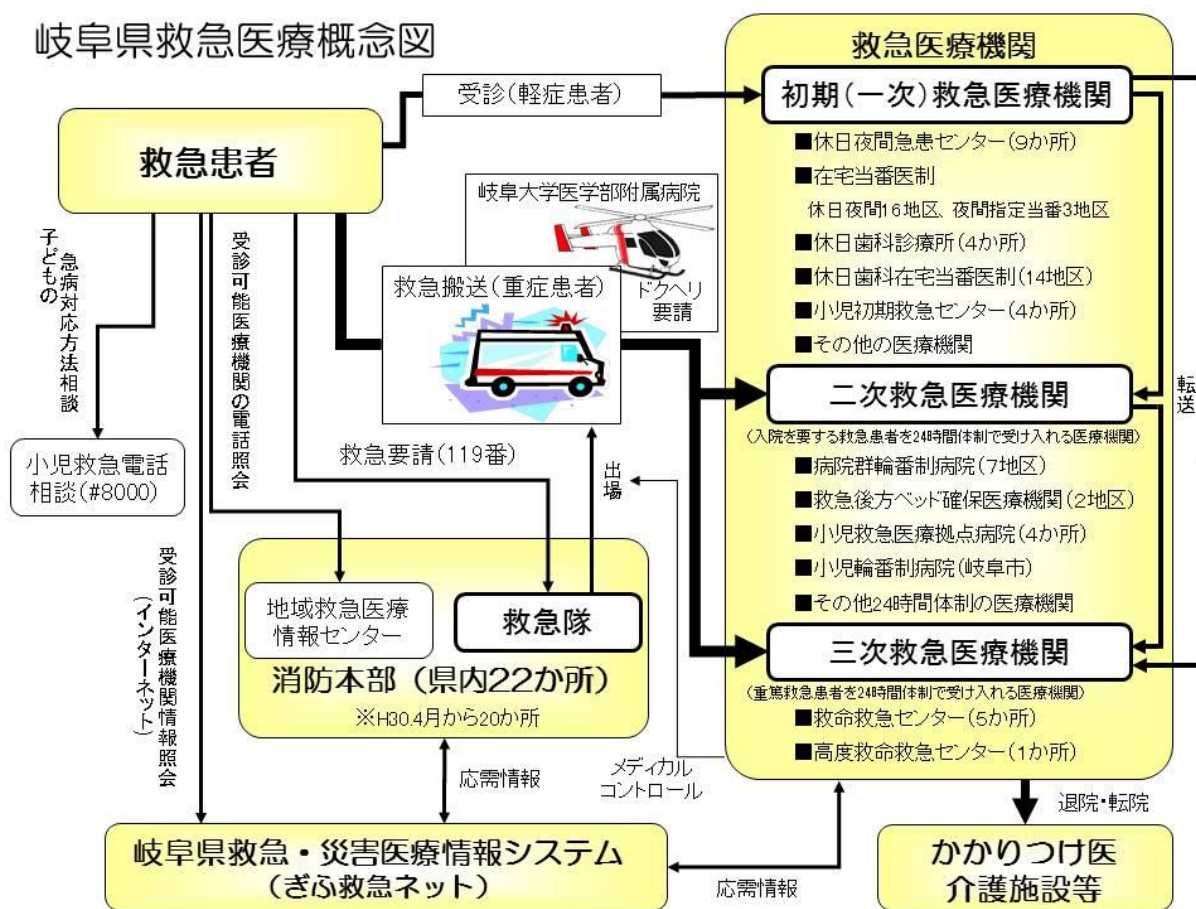 岐阜県救急医療概念図
救急患者
受診(軽症患者)
岐阜大学医学部附属病院
ドクヘリ
要請
救急搬送(重症患者)
子どもの
急病対応方法相談
受診可能医療機関の電話照会
小児救急電話
相談(#8000)
救急要請(119番)
出場
受診可能医療機関情報照会
(インターネット)
地域救急医療
情報センター
救急隊
消防本部(県内22か所)
※H30.4月から20か所
応需情報
メディカル
コントロール
岐阜県救急・災害医療情報システム
(ぎふ救急ネット)
応需情報
救急医療機関
初期(一次)救急医療機関
■休日夜間急患センター(9か所)
■在宅当番医制
休日夜間16地区、夜間指定当番3地区
■休日歯科診療所(4か所)
■休日歯科在宅当番医制(14地区)
■小児初期救急センター(4か所)
■その他の医療機関
転送
二次救急医療機関
(入院を要する救急患者を24時間体制で受け入れる医療機関)
■病院群輪番制病院(7地区)
■救急後方ベッド確保医療機関(2地区)
■小児救急医療拠点病院(4か所)
■小児輪番制病院(岐阜市)
■その他24時間体制の医療機関
三次救急医療機関
(重篤救急患者を24時間体制で受け入れる医療機関)
■救命救急センター(5か所)
■高度救命救急センター(1か所)
退院・転院
かかりつけ医
介護施設等